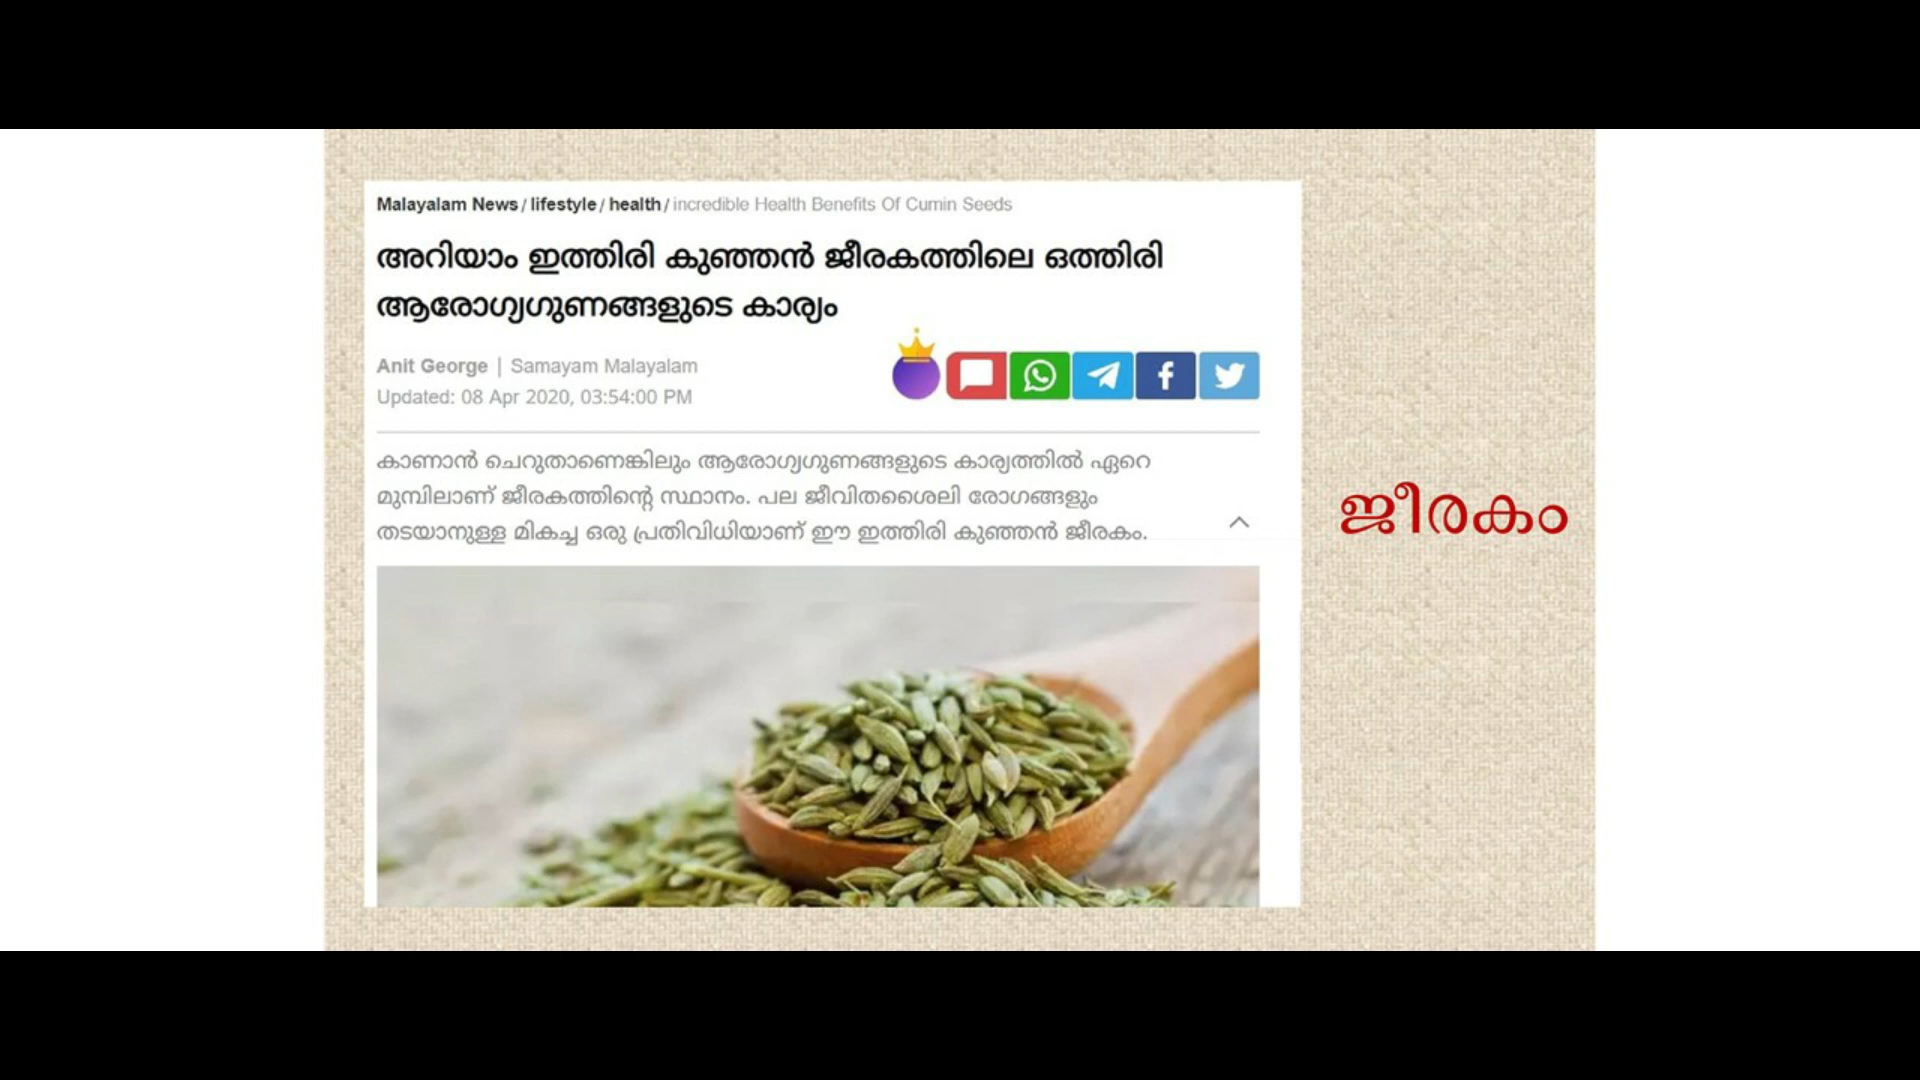 Malayalam News / lifestyle / health / incredible Health Benefits Of Cumin Seeds
അറിയാം ഇത്തിരി കുഞ്ഞൻ ജീരകത്തിലെ ഒത്തിരി
ആരോഗ്യഗുണങ്ങളുടെ കാര്യം
Anit George | Samayam Malayalam
Updated: 08 Apr 2020, 03:54:00 PM
കാണാൻ ചെറുതാണെങ്കിലും ആരോഗ്യഗുണങ്ങളുടെ കാര്യത്തിൽ ഏറെ
മുമ്പിലാണ് ജീരകത്തിന്റെ സ്ഥാനം. പല ജീവിതശൈലി രോഗങ്ങളും
തടയാനുള്ള മികച്ച ഒരു പ്രതിവിധിയാണ് ഈ ഇത്തിരി കുഞ്ഞൻ ജീരകം.
ജീരകം